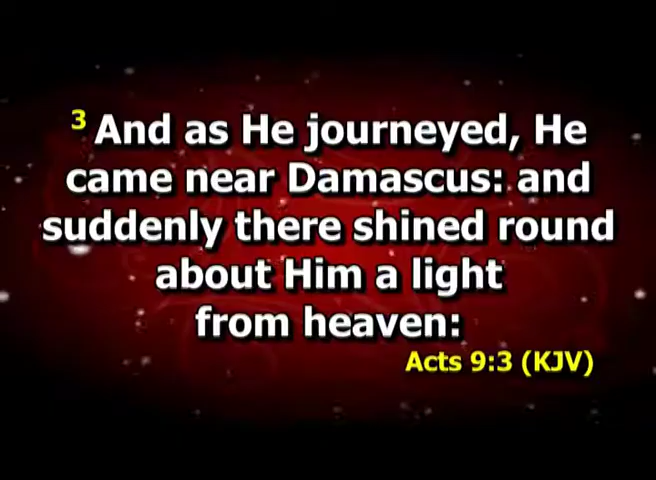 3 And as He journeyed, He
came near Damascus: and
suddenly there shined round
about Him a light
from heaven:
Acts 9:3 (KJV)